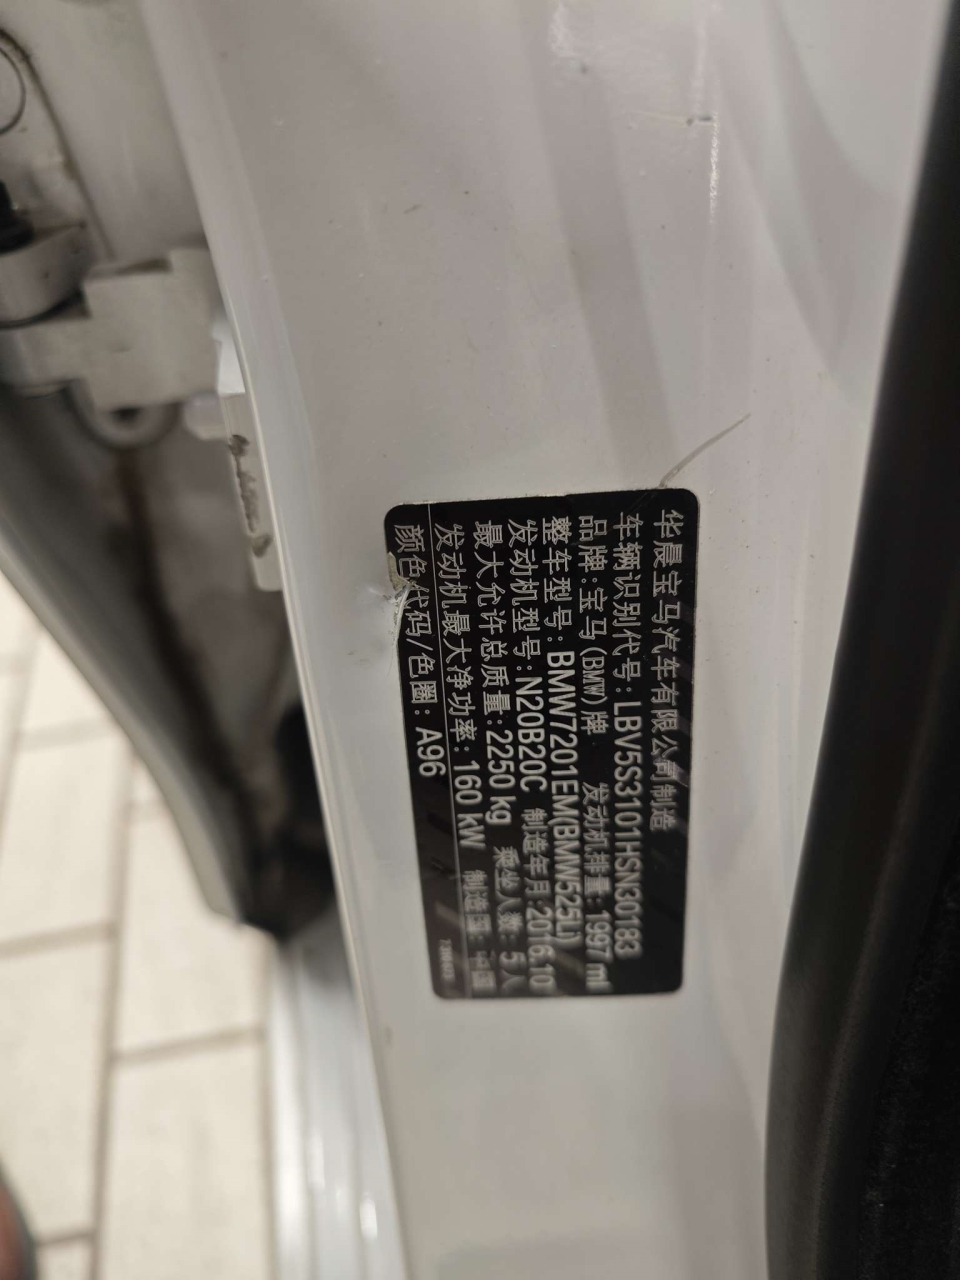 华晨宝马汽车有限公司制造
车辆识别代号: LBV5S3101HSN30183
品牌: 宝马(BMW)牌 发动机排量: 1997 ml
整车型号: BMW7201EM(BMW525Li)
发动机型号: N20B20C 制造年月: 2016.10
最大允许总质量: 2250 kg 乘坐人数: 5人
发动机最大净功率: 160 kW 制造国: 中国
颜色代码/色圈: A96